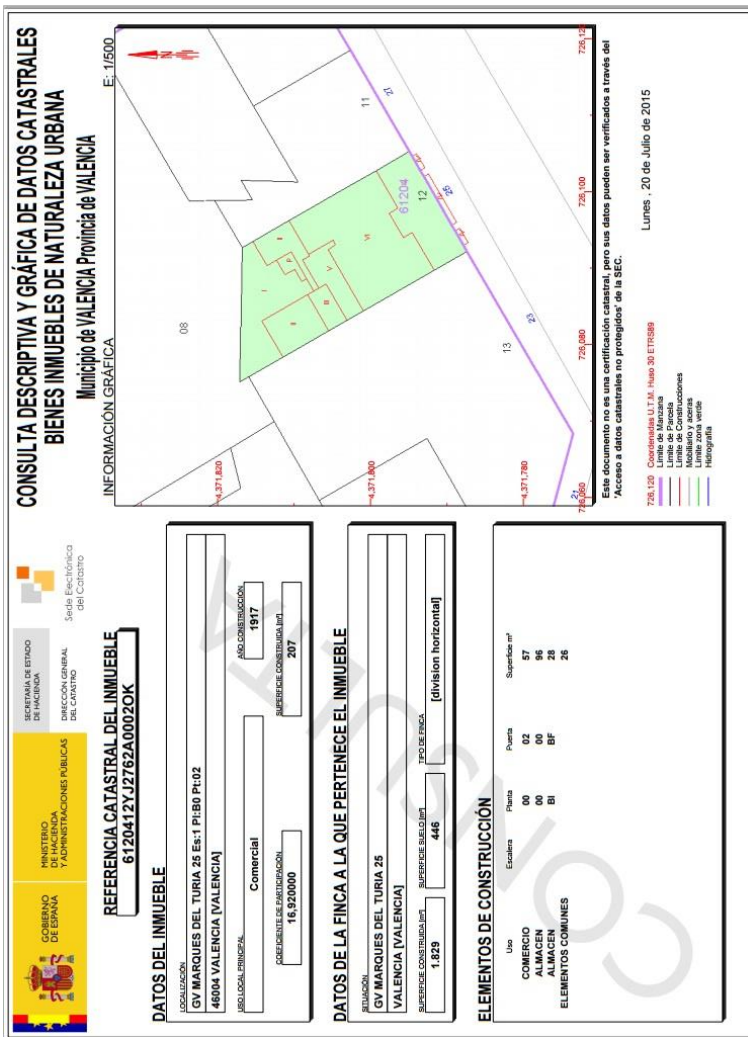 GOBIERNO
DE ESPAÑA
MINISTERIO
DE HACIENDA
Y ADMINISTRACIONES PÚBLICAS
SECRETARÍA DE ESTADO
DE HACIENDA
DIRECCIÓN GENERAL
DEL CATASTRO
Sede Electrónica
del Catastro
REFERENCIA CATASTRAL DEL INMUEBLE
6120412YJ2762A0002OK
DATOS DEL INMUEBLE
LOCALIZACIÓN
GV MARQUES DEL TURIA 25 Es:1 Pl:B0 Pt:02
46004 VALENCIA [VALENCIA]
USO LOCAL PRINCIPAL
Comercial
AÑO CONSTRUCCIÓN
1917
COEFICIENTE DE PARTICIPACIÓN
16,920000
SUPERFICIE CONSTRUIDA [m²]
207
DATOS DE LA FINCA A LA QUE PERTENECE EL INMUEBLE
SITUACIÓN
GV MARQUES DEL TURIA 25
VALENCIA [VALENCIA]
SUPERFICIE CONSTRUIDA [m²]
1.829
SUPERFICIE SUELO [m²]
446
TIPO DE FINCA
[division horizontal]
ELEMENTOS DE CONSTRUCCIÓN
Uso Escalera Planta Puerta Superficie m²
COMERCIO 00 02 57
ALMACEN 00 00 96
ALMACEN BI BF 28
ELEMENTOS COMUNES 26
CONSULTA
CONSULTA DESCRIPTIVA Y GRÁFICA DE DATOS CATASTRALES
BIENES INMUEBLES DE NATURALEZA URBANA
Municipio de VALENCIA Provincia de VALENCIA
INFORMACIÓN GRÁFICA
E: 1/500
N
4,371,820
4,371,800
4,371,780
08
11
61204
12
13
21
25
23
21
I
II
P
V
III
II
VI
726,060
726,080
726,100
726,120
Este documento no es una certificación catastral, pero sus datos pueden ser verificados a través del
'Acceso a datos catastrales no protegidos' de la SEC.
726,120 Coordenadas U.T.M. Huso 30 ETRS89
Límite de Manzana
Límite de Parcela
Límite de Construcciones
Mobiliario y aceras
Límite zona verde
Hidrografía
Lunes , 20 de Julio de 2015